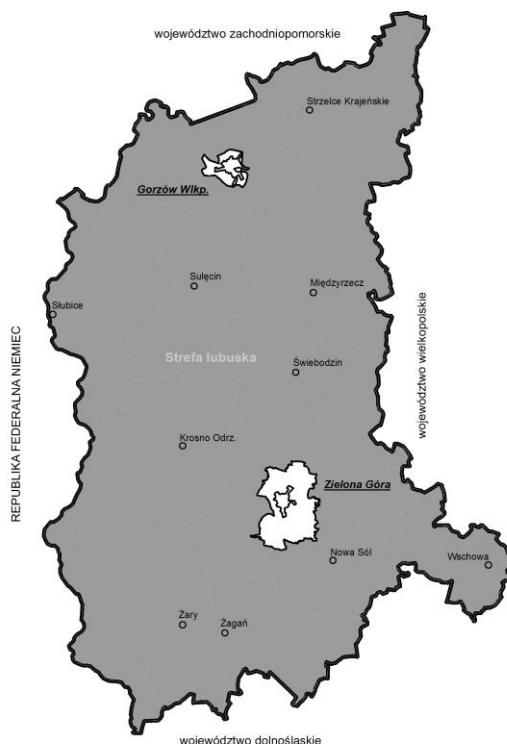 województwo zachodniopomorskie
Strzelce Krajeńskie
Gorzów Wlkp.
Sulęcin
Międzyrzecz
Słubice
REPUBLIKA FEDERALNA NIEMIEC
województwo wielkopolskie
Strefa lubuska
Świebodzin
Krosno Odrz.
Zielona Góra
Nowa Sól
Wschowa
Żary
Żagań
województwo dolnośląskie